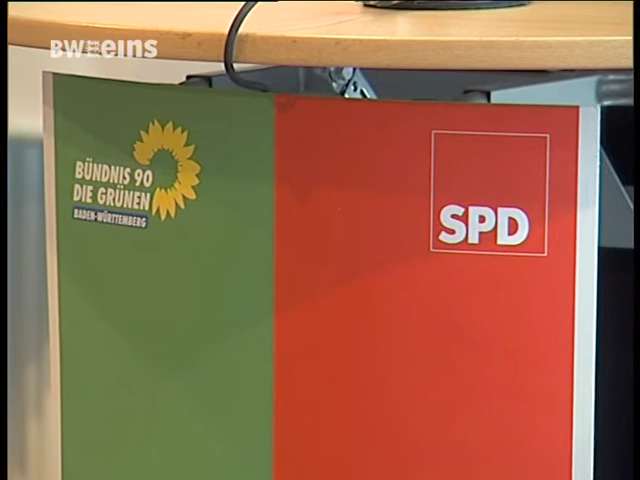 BW eins
BÜNDNIS 90
DIE GRÜNEN
BADEN-WÜRTTEMBERG
SPD